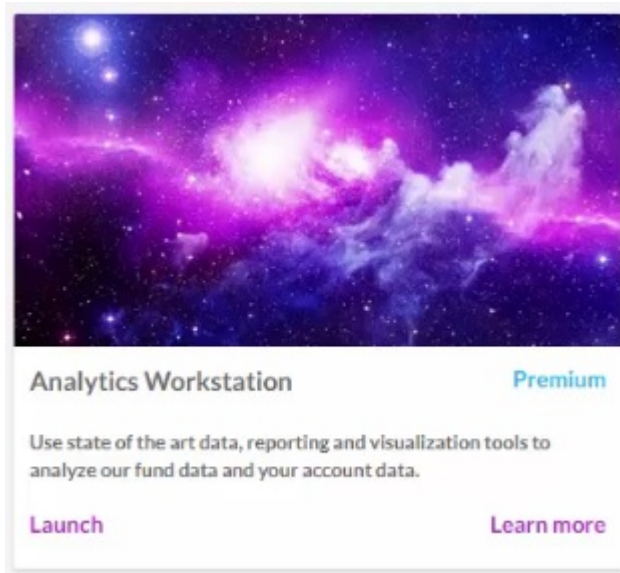 Analytics Workstation
Premium
Use state of the art data, reporting and visualization tools to
analyze our fund data and your account data.
Launch
Learn more